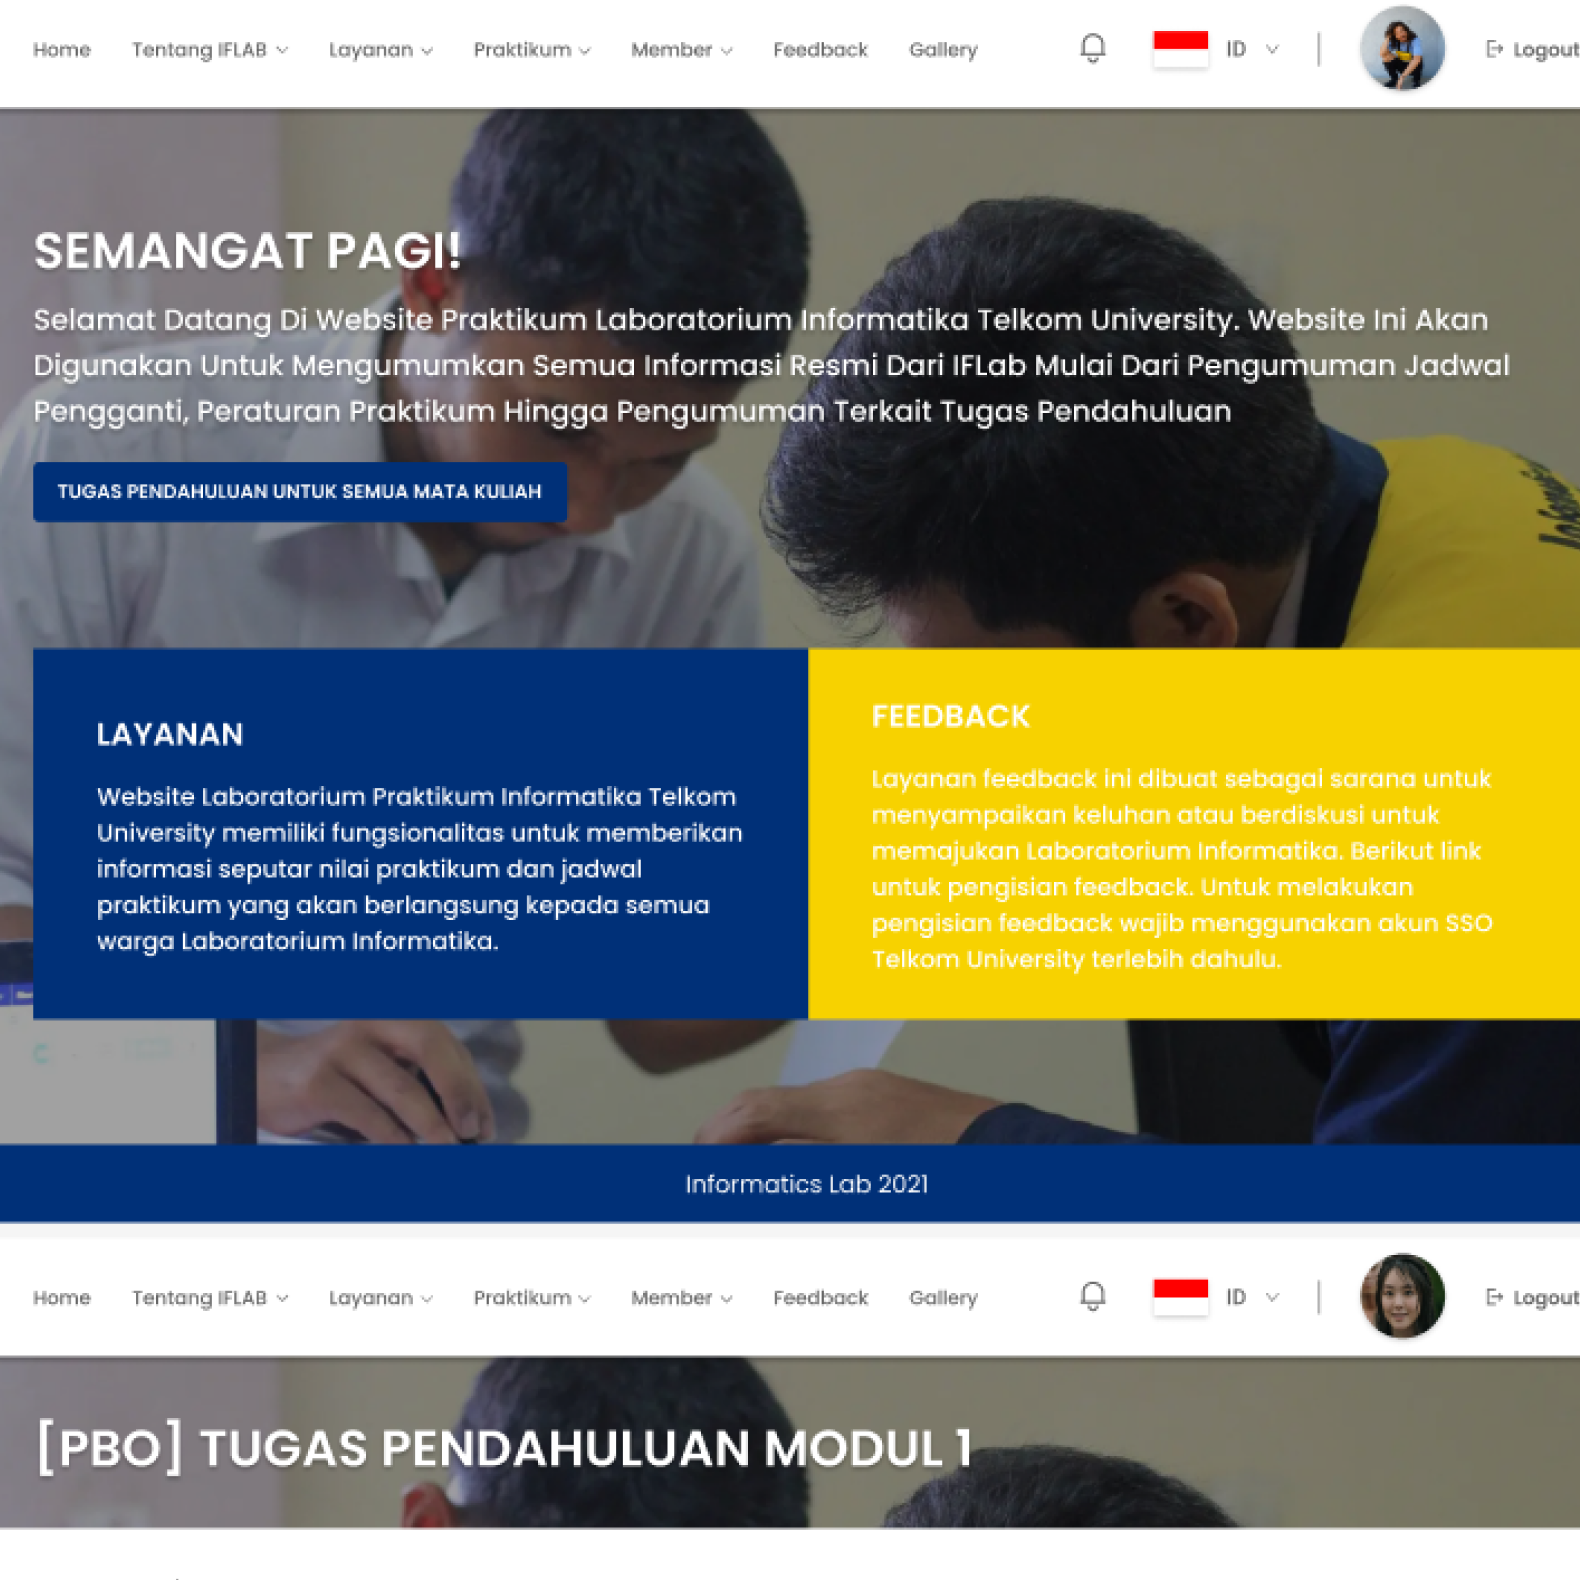 Home Tentang IFLAB Layanan Praktikum Member Feedback Gallery ID Logout
SEMANGAT PAGI!
Selamat Datang Di Website Praktikum Laboratorium Informatika Telkom University. Website Ini Akan
Digunakan Untuk Mengumumkan Semua Informasi Resmi Dari IFLab Mulai Dari Pengumuman Jadwal
Pengganti, Peraturan Praktikum Hingga Pengumuman Terkait Tugas Pendahuluan
TUGAS PENDAHULUAN UNTUK SEMUA MATA KULIAH
LAYANAN
Website Laboratorium Praktikum Informatika Telkom
University memiliki fungsionalitas untuk memberikan
informasi seputar nilai praktikum dan jadwal
praktikum yang akan berlangsung kepada semua
warga Laboratorium Informatika.
FEEDBACK
Layanan feedback ini dibuat sebagai sarana untuk
menyampaikan keluhan atau berdiskusi untuk
memajukan Laboratorium Informatika. Berikut link
untuk pengisian feedback. Untuk melakukan
pengisian feedback wajib menggunakan akun SSO
Telkom University terlebih dahulu.
Informatics Lab 2021
Home Tentang IFLAB Layanan Praktikum Member Feedback Gallery ID Logout
[PBO] TUGAS PENDAHULUAN MODUL 1